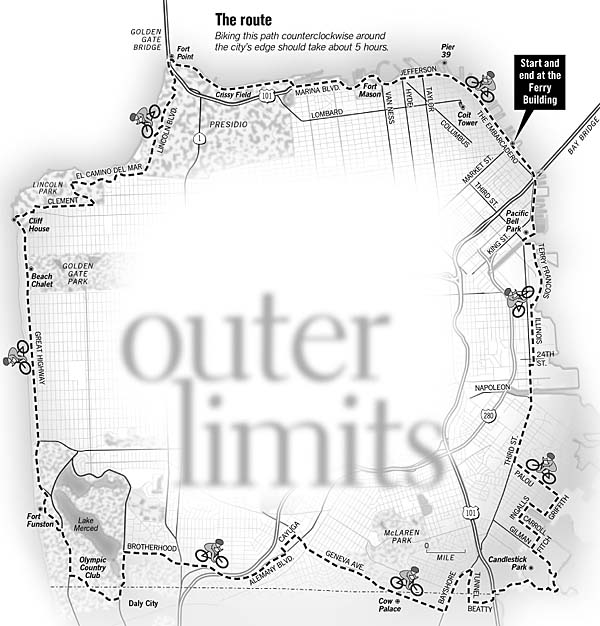 The route
Biking this path counterclockwise around
the city's edge should take about 5 hours.
GOLDEN
GATE
BRIDGE
Fort
Point
Pier
39
Start and
end at the
Ferry
Building
Crissy Field
101
MARINA BLVD.
Fort
Mason
JEFFERSON
LOMBARD
VAN NESS
HYDE
TAYLOR
COLUMBUS
Coit
Tower
THE EMBARCADERO
BAY BRIDGE
LINCOLN BLVD.
PRESIDIO
1
MARKET ST.
THIRD ST.
EL CAMINO DEL MAR
LINCOLN
PARK
CLEMENT
Cliff
House
Pacific
Bell
Park
KING ST.
TERRY FRANCOIS
Beach
Chalet
GOLDEN
GATE
PARK
outer
limits
GREAT HIGHWAY
ILLINOIS
24TH
ST.
NAPOLEON
280
THIRD ST.
PALOU
GRIFFITH
INGALLS
CARROLL
GILMAN
FITCH
101
Fort
Funston
Lake
Merced
Olympic
Country
Club
BROTHERHOOD
CAYUGA
ALEMANY BLVD.
GENEVA AVE.
McLAREN
PARK
0
MILE
Candlestick
Park
BAYSHORE
TUNNEL
BEATTY
Cow
Palace
Daly City